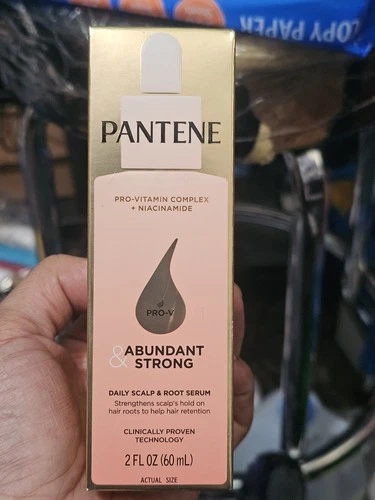 COPY PAPER
PANTENE
PRO-VITAMIN COMPLEX
+ NIACINAMIDE
PRO-V
ABUNDANT
& STRONG
DAILY SCALP & ROOT SERUM
Strengthens scalp's hold on
hair roots to help hair retention
CLINICALLY PROVEN
TECHNOLOGY
2 FL OZ (60 mL)
ACTUAL SIZE